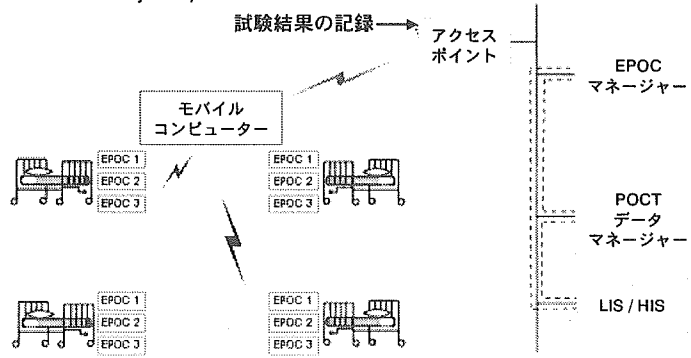 試験結果の記録
アクセス
ポイント
EPOC
マネージャー
モバイル
コンピューター
EPOC 1
EPOC 2
EPOC 3
EPOC 1
EPOC 2
EPOC 3
POCT
データ
マネージャー
EPOC 1
EPOC 2
EPOC 3
EPOC 1
EPOC 2
EPOC 3
LIS / HIS